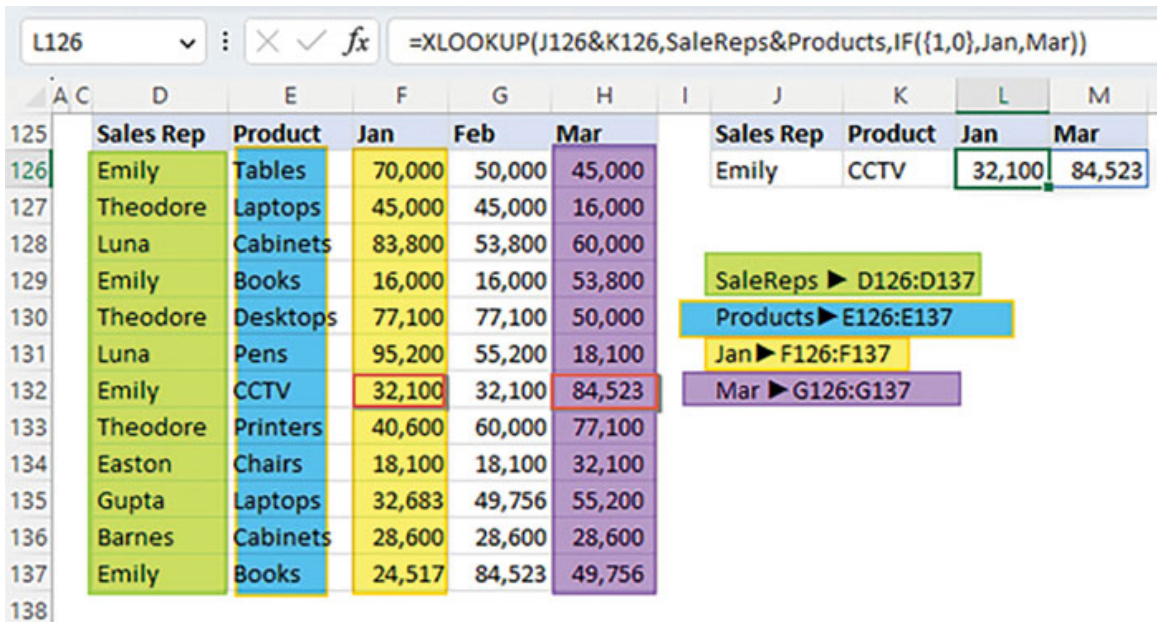 L126 fx =XLOOKUP(J126&K126,SaleReps&Products,IF({1,0},Jan,Mar))
A C D E F G H I J K L M
125 Sales Rep Product Jan Feb Mar Sales Rep Product Jan Mar
126 Emily Tables 70,000 50,000 45,000 Emily CCTV 32,100 84,523
127 Theodore Laptops 45,000 45,000 16,000
128 Luna Cabinets 83,800 53,800 60,000
129 Emily Books 16,000 16,000 53,800 SaleReps ► D126:D137
130 Theodore Desktops 77,100 77,100 50,000 Products► E126:E137
131 Luna Pens 95,200 55,200 18,100 Jan► F126:F137
132 Emily CCTV 32,100 32,100 84,523 Mar ► G126:G137
133 Theodore Printers 40,600 60,000 77,100
134 Easton Chairs 18,100 18,100 32,100
135 Gupta Laptops 32,683 49,756 55,200
136 Barnes Cabinets 28,600 28,600 28,600
137 Emily Books 24,517 84,523 49,756
138